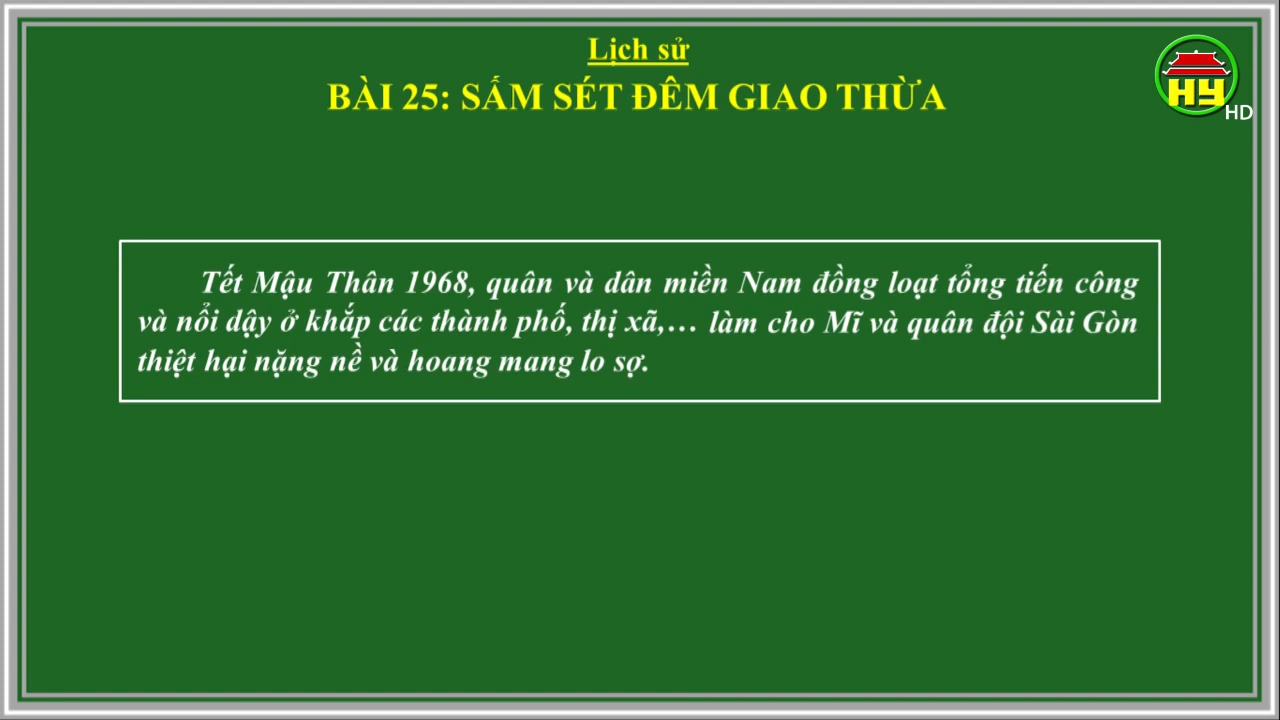 Lịch sử
BÀI 25: SẤM SÉT ĐÊM GIAO THỪA
HY
HD
Tết Mậu Thân 1968, quân và dân miền Nam đồng loạt tổng tiến công
và nổi dậy ở khắp các thành phố, thị xã,... làm cho Mĩ và quân đội Sài Gòn
thiệt hại nặng nề và hoang mang lo sợ.